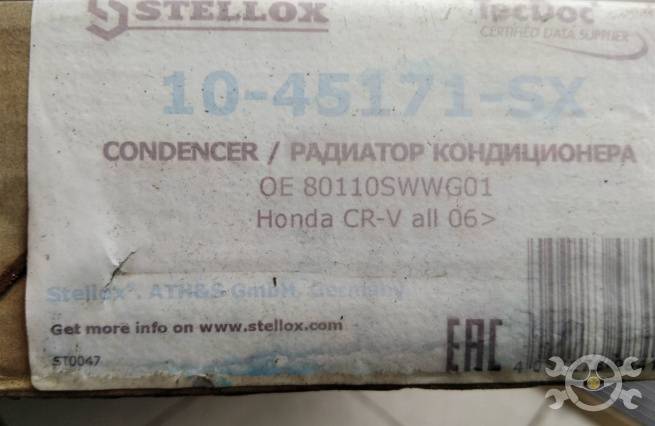 STELLOX
TecDoc
CERTIFIED DATA SUPPLIER
10-45171-SX
CONDENCER / РАДИАТОР КОНДИЦИОНЕРА
OE 80110SWWG01
Honda CR-V all 06>
Stellox®, ATH&S GmbH, Germany
Get more info on www.stellox.com
EAC
ST0047